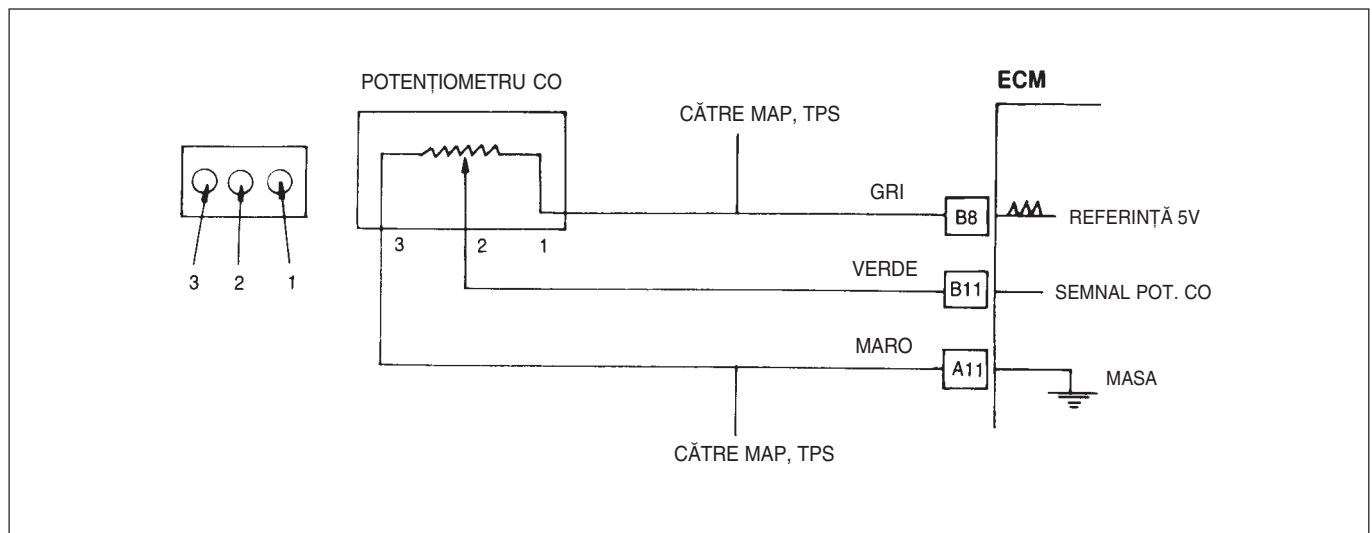 POTENȚIOMETRU CO
ECM
CĂTRE MAP, TPS
GRI
B8
REFERINȚĂ 5V
3 2 1
VERDE
B11
SEMNAL POT. CO
3 2 1
MARO
A11
MASA
CĂTRE MAP, TPS